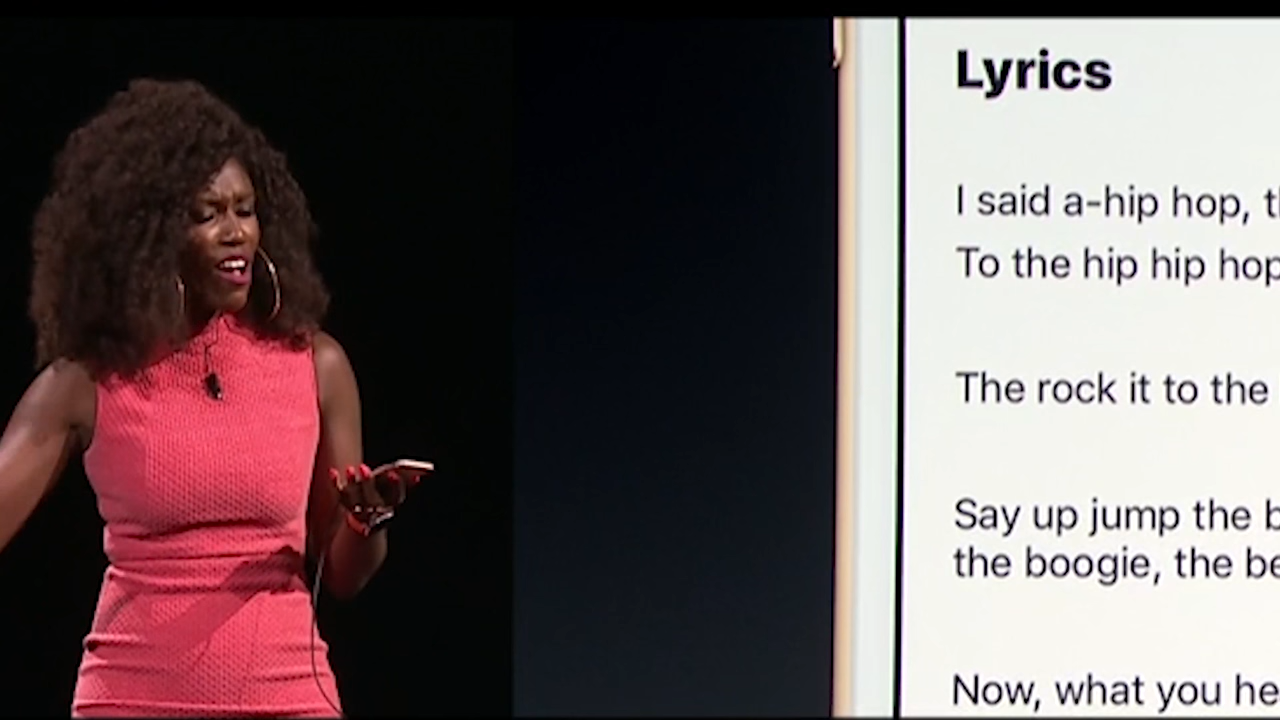 Lyrics
I said a-hip hop,
To the hip hip hop
The rock it to the
Say up jump the
the boogie, the
Now, what you